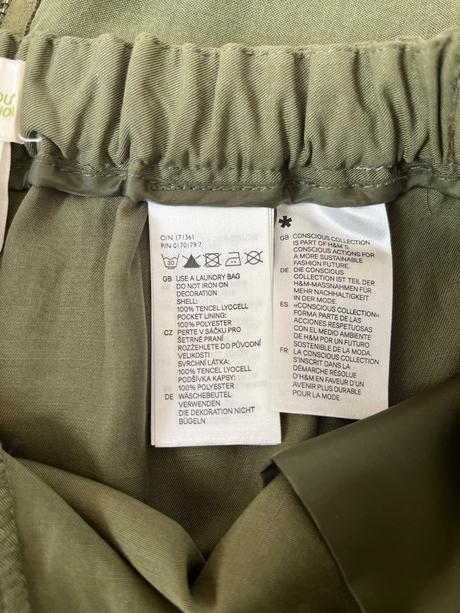 O/N. 171361
P/N 0170179.7
30
GB USE A LAUNDRY BAG
DO NOT IRON ON
DECORATION
SHELL:
100% TENCEL LYOCELL
POCKET LINING:
100% POLYESTER
CZ PERTE V SÁČKU PRO
ŠETRNÉ PRANÍ
ROZŽEHLETE DO PŮVODNÍ
VELIKOSTI
SVRCHNÍ LÁTKA:
100% TENCEL LYOCELL
PODŠÍVKA KAPSY:
100% POLYESTER
DE WÄSCHEBEUTEL
VERWENDEN
DIE DEKORATION NICHT
BÜGELN
*
GB CONSCIOUS COLLECTION
IS PART OF H&M'S
CONSCIOUS ACTIONS FOR
A MORE SUSTAINABLE
FASHION FUTURE.
DE DIE CONSCIOUS
COLLECTION IST TEIL DER
H&M-MASSNAHMEN FÜR
MEHR NACHHALTIGKEIT
IN DER MODE.
ES «CONSCIOUS COLLECTION»
FORMA PARTE DE LAS
ACCIONES RESPETUOSAS
CON EL MEDIO AMBIENTE
DE H&M POR UN FUTURO
SOSTENIBLE DE LA MODA
FR LA CONSCIOUS COLLECTION
S'INSCRIT DANS LA
DÉMARCHE RÉSOLUE
D'H&M EN FAVEUR D'UN
AVENIR PLUS DURABLE
POUR LA MODE.